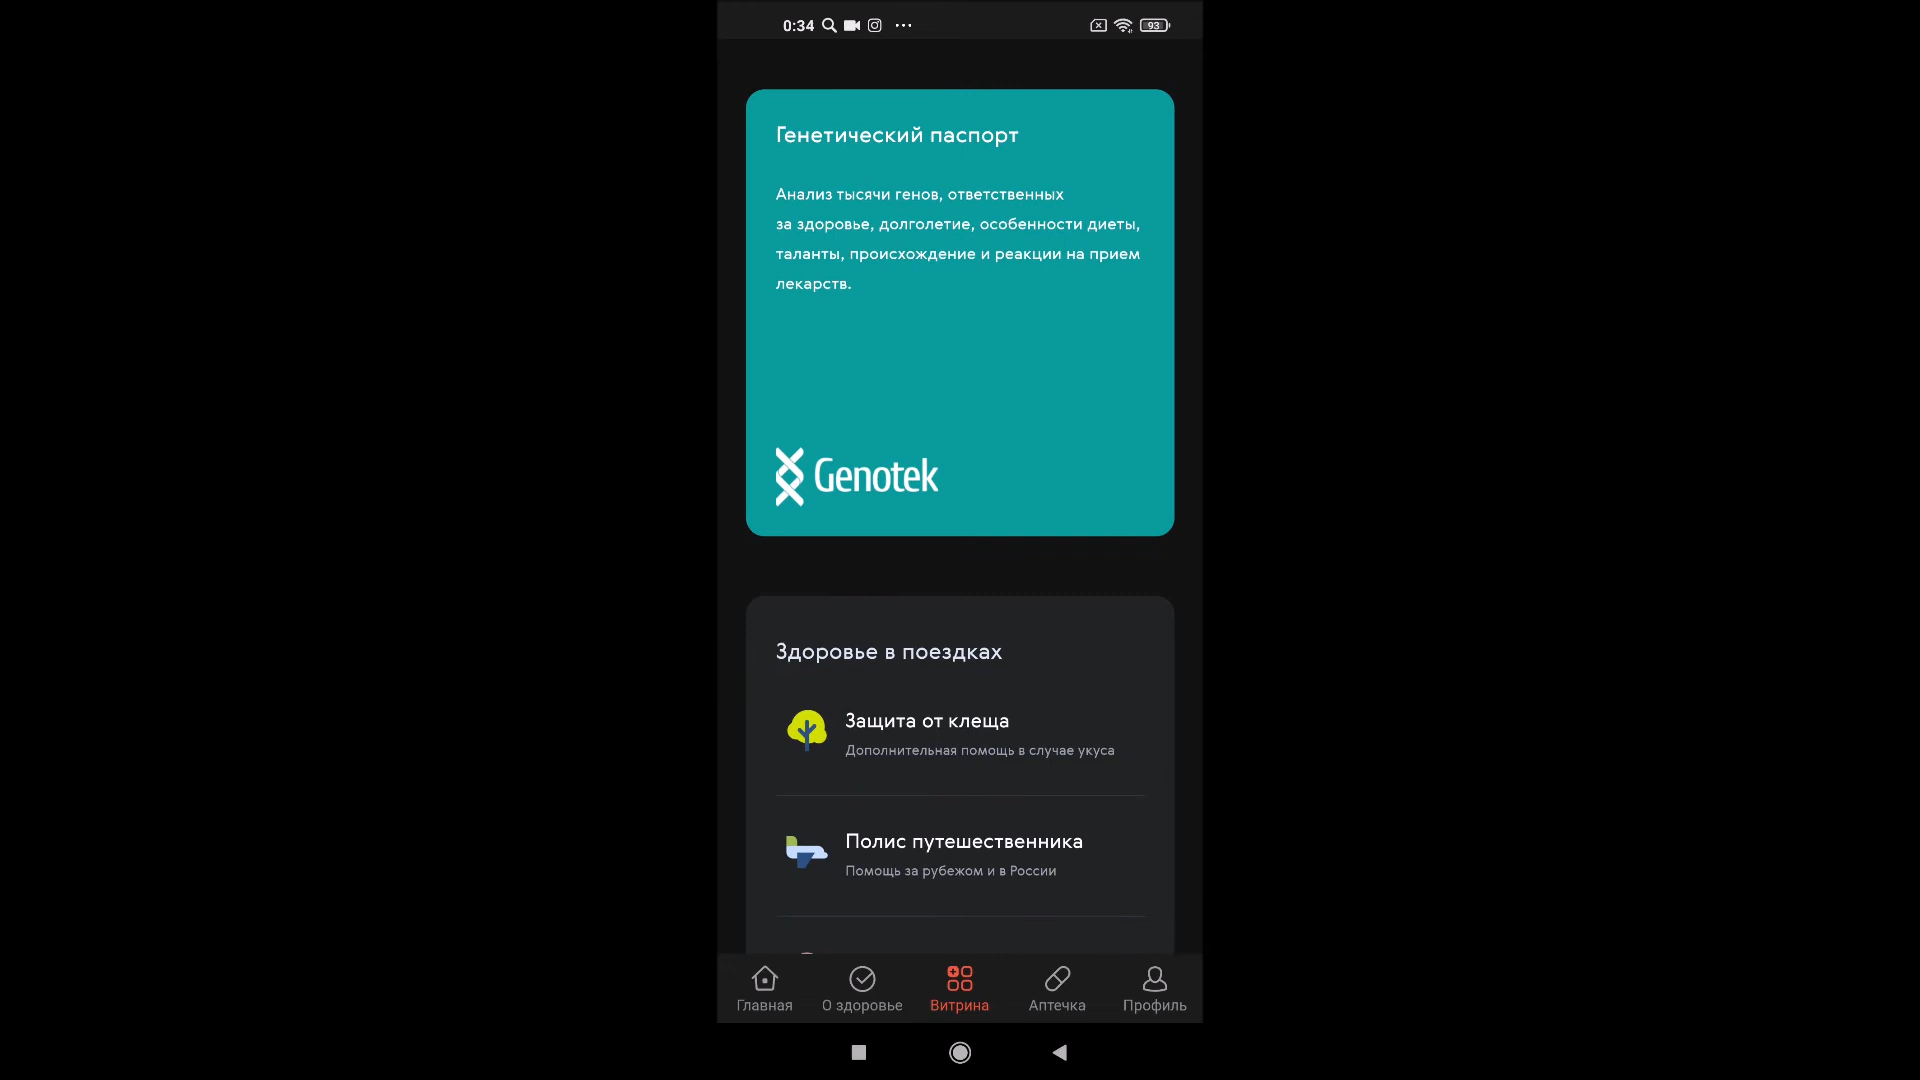 0:34
93
Генетический паспорт
Анализ тысячи генов, ответственных
за здоровье, долголетие, особенности диеты,
таланты, происхождение и реакции на прием
лекарств.
Genotek
Здоровье в поездках
Защита от клеща
Дополнительная помощь в случае укуса
Полис путешественника
Помощь за рубежом и в России
Главная
О здоровье
Витрина
Аптечка
Профиль